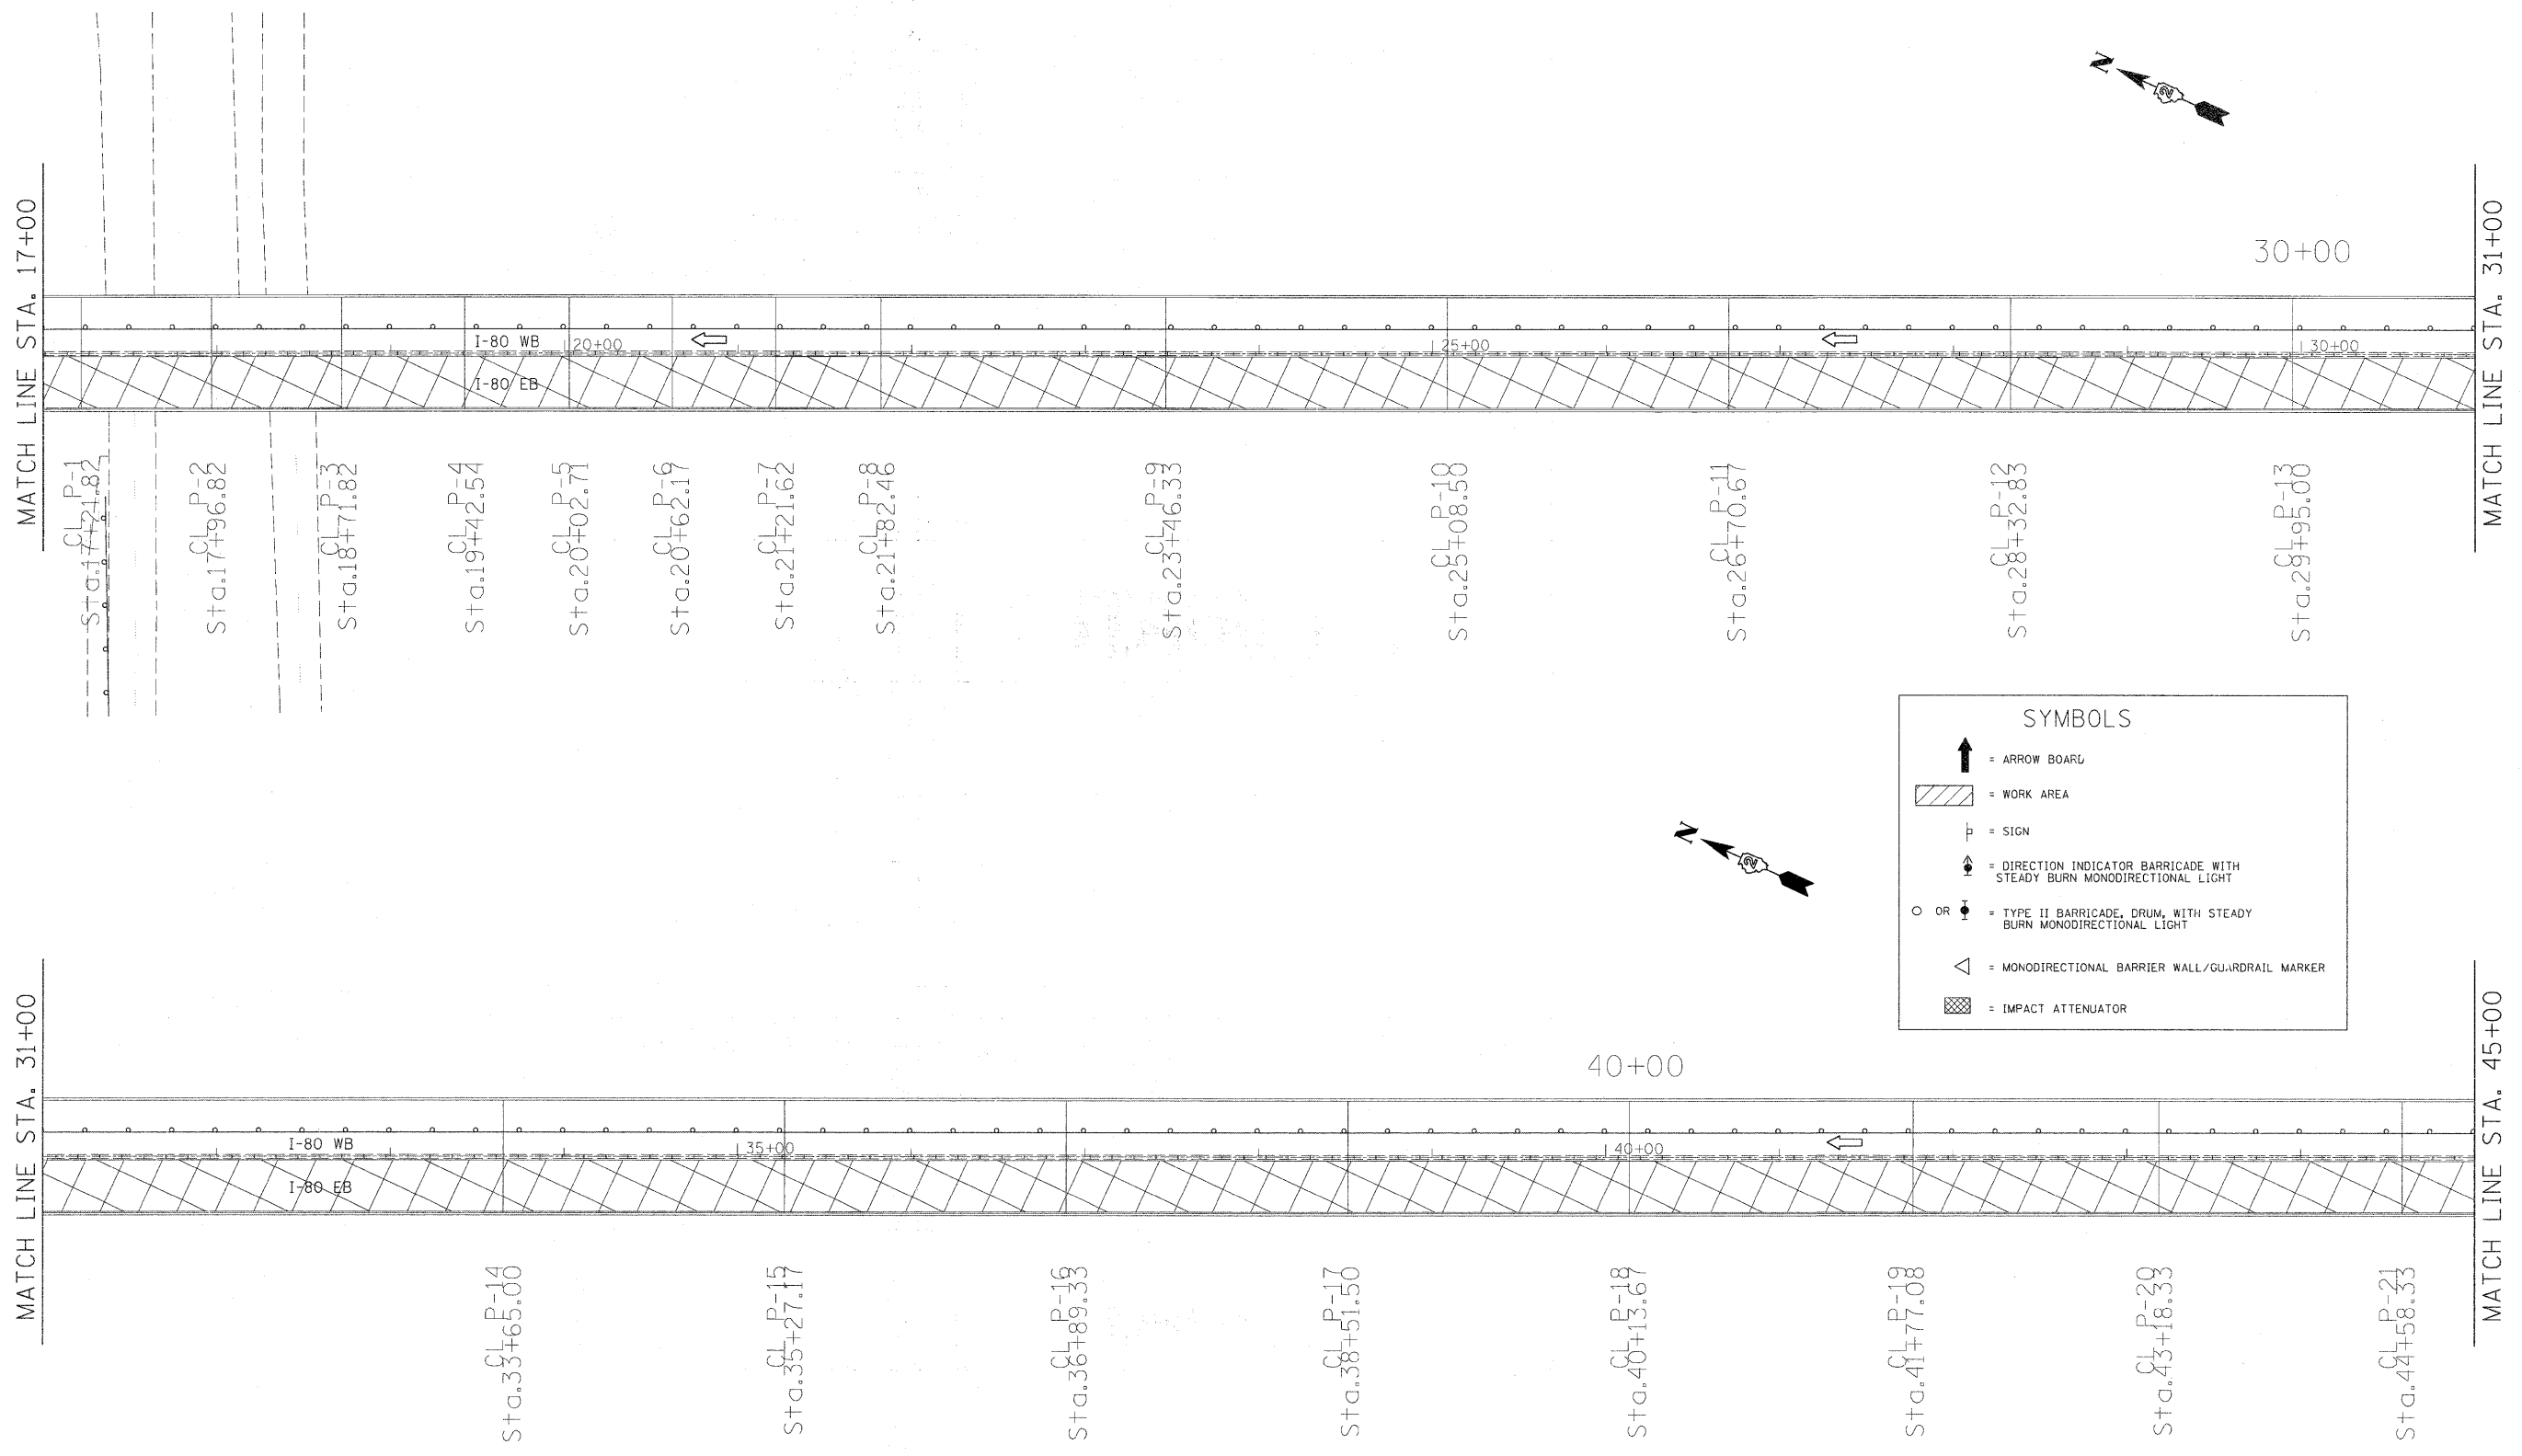 N
2
MATCH LINE STA. 17+00
30+00
MATCH LINE STA. 31+00
I-80 WB
20+00
25+00
30+00
I-80 EB
CL P-1
Sta.17+21.82
CL P-2
Sta.17+96.82
CL P-3
Sta.18+71.82
CL P-4
Sta.19+42.54
CL P-5
Sta.20+02.71
CL P-6
Sta.20+62.17
CL P-7
Sta.21+21.62
CL P-8
Sta.21+82.46
CL P-9
Sta.23+46.33
CL P-10
Sta.25+08.50
CL P-11
Sta.26+70.67
CL P-12
Sta.28+32.83
CL P-13
Sta.29+95.00
SYMBOLS
= ARROW BOARD
= WORK AREA
= SIGN
= DIRECTION INDICATOR BARRICADE WITH
STEADY BURN MONODIRECTIONAL LIGHT
OR = TYPE II BARRICADE, DRUM, WITH STEADY
BURN MONODIRECTIONAL LIGHT
= MONODIRECTIONAL BARRIER WALL/GUARDRAIL MARKER
= IMPACT ATTENUATOR
N
2
MATCH LINE STA. 31+00
40+00
MATCH LINE STA. 45+00
I-80 WB
35+00
40+00
I-80 EB
CL P-14
Sta.33+65.00
CL P-15
Sta.35+27.17
CL P-16
Sta.36+89.33
CL P-17
Sta.38+51.50
CL P-18
Sta.40+13.67
CL P-19
Sta.41+77.08
CL P-20
Sta.43+18.33
CL P-21
Sta.44+58.33